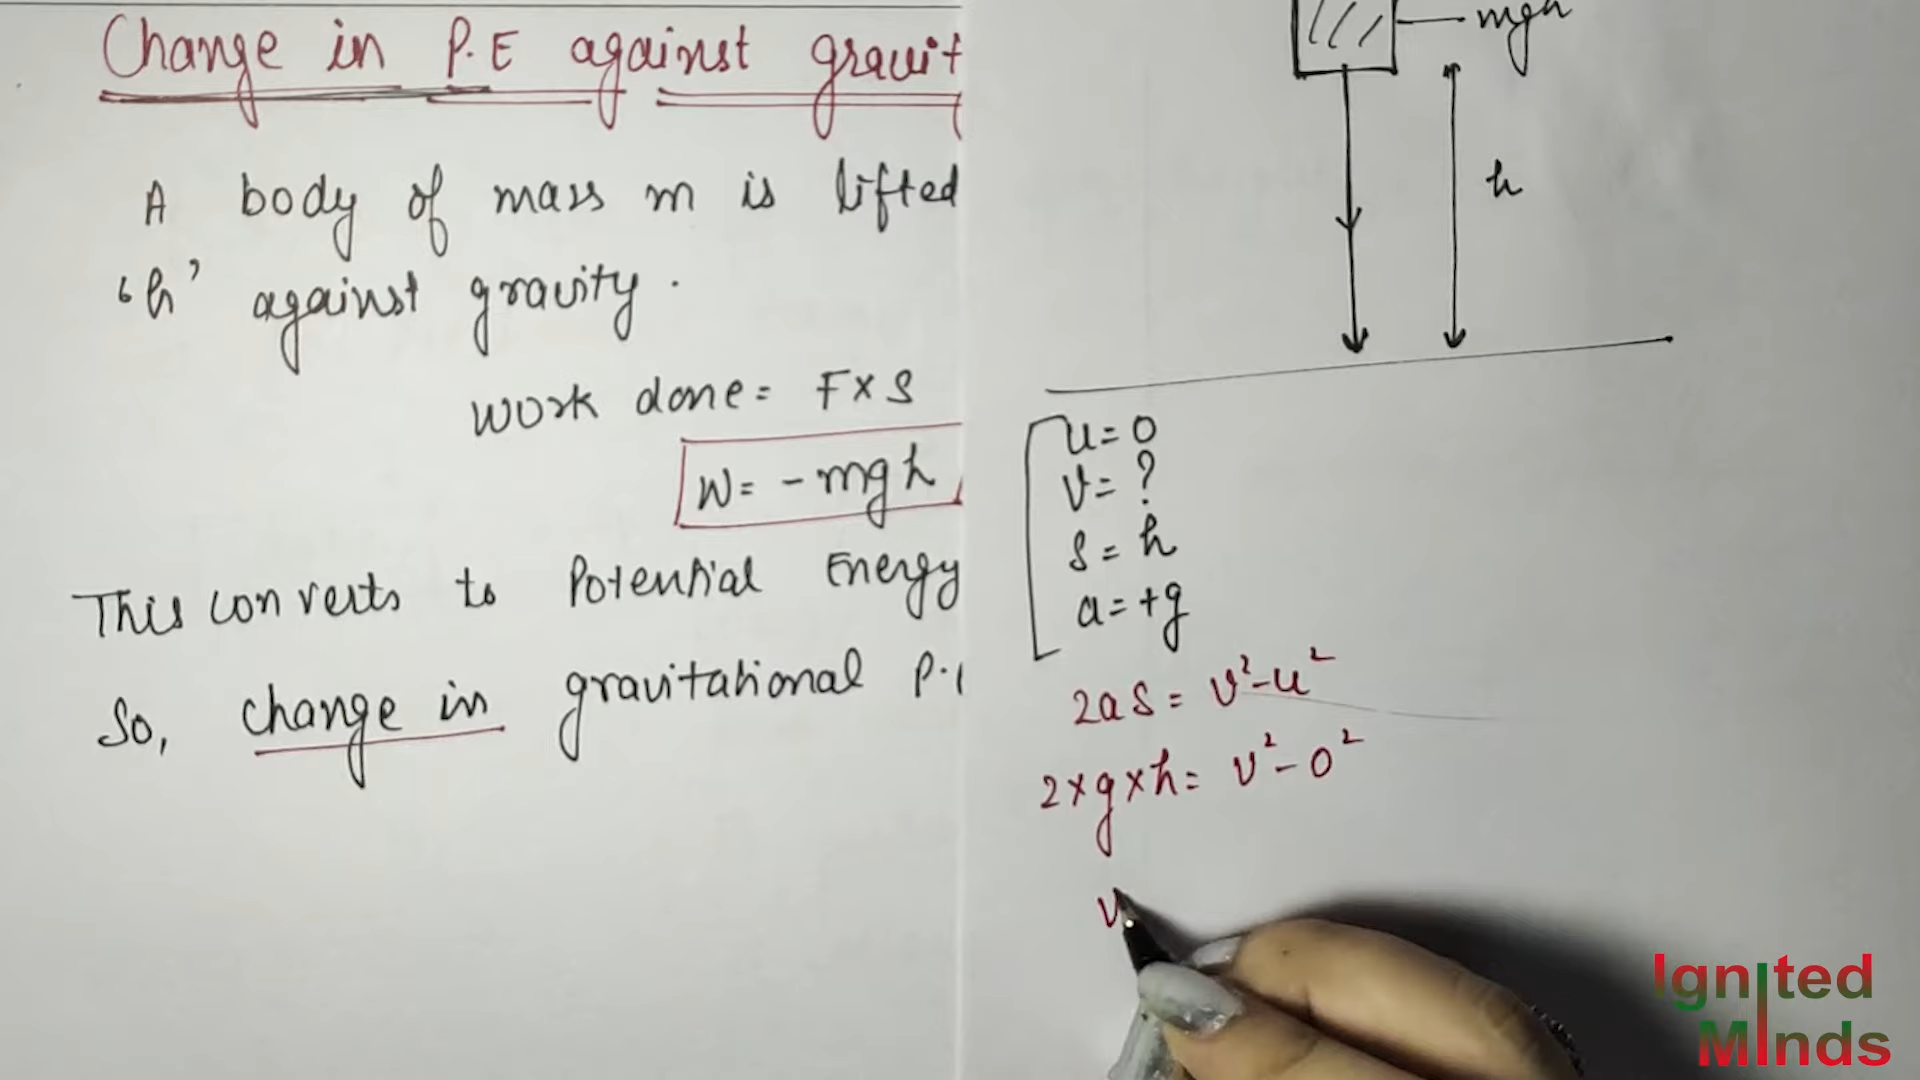 Change in P.E against gravit
A body of mass m is lifted
'h' against gravity.
Work done = F×S
W = -mgh
This converts to Potential Energy
So, change in gravitational P.
mgh
h
u = 0
v = ?
s = h
a = +g
2as = v²-u²
2×g×h = v²-0²
v
Ignited
Minds